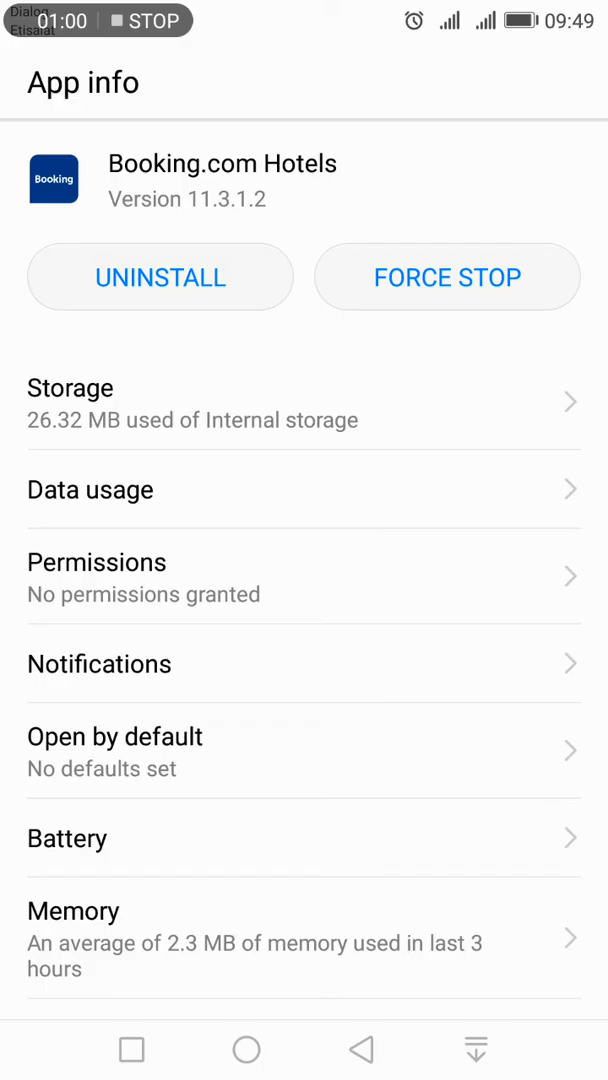 Dialog
Etisalat
01:00 STOP 09:49
App info
Booking
Booking.com Hotels
Version 11.3.1.2
UNINSTALL FORCE STOP
Storage
26.32 MB used of Internal storage
Data usage
Permissions
No permissions granted
Notifications
Open by default
No defaults set
Battery
Memory
An average of 2.3 MB of memory used in last 3
hours